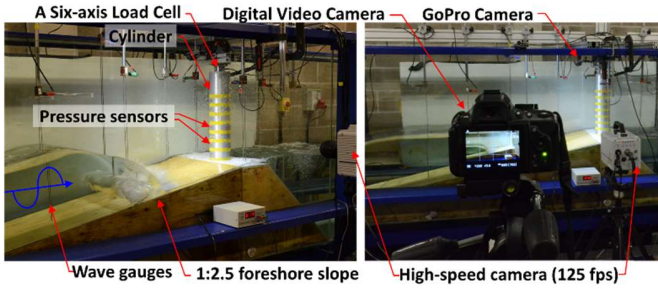 A Six-axis Load Cell
Digital Video Camera
GoPro Camera
Cylinder
Pressure sensors
Wave gauges
1:2.5 foreshore slope
High-speed camera (125 fps)